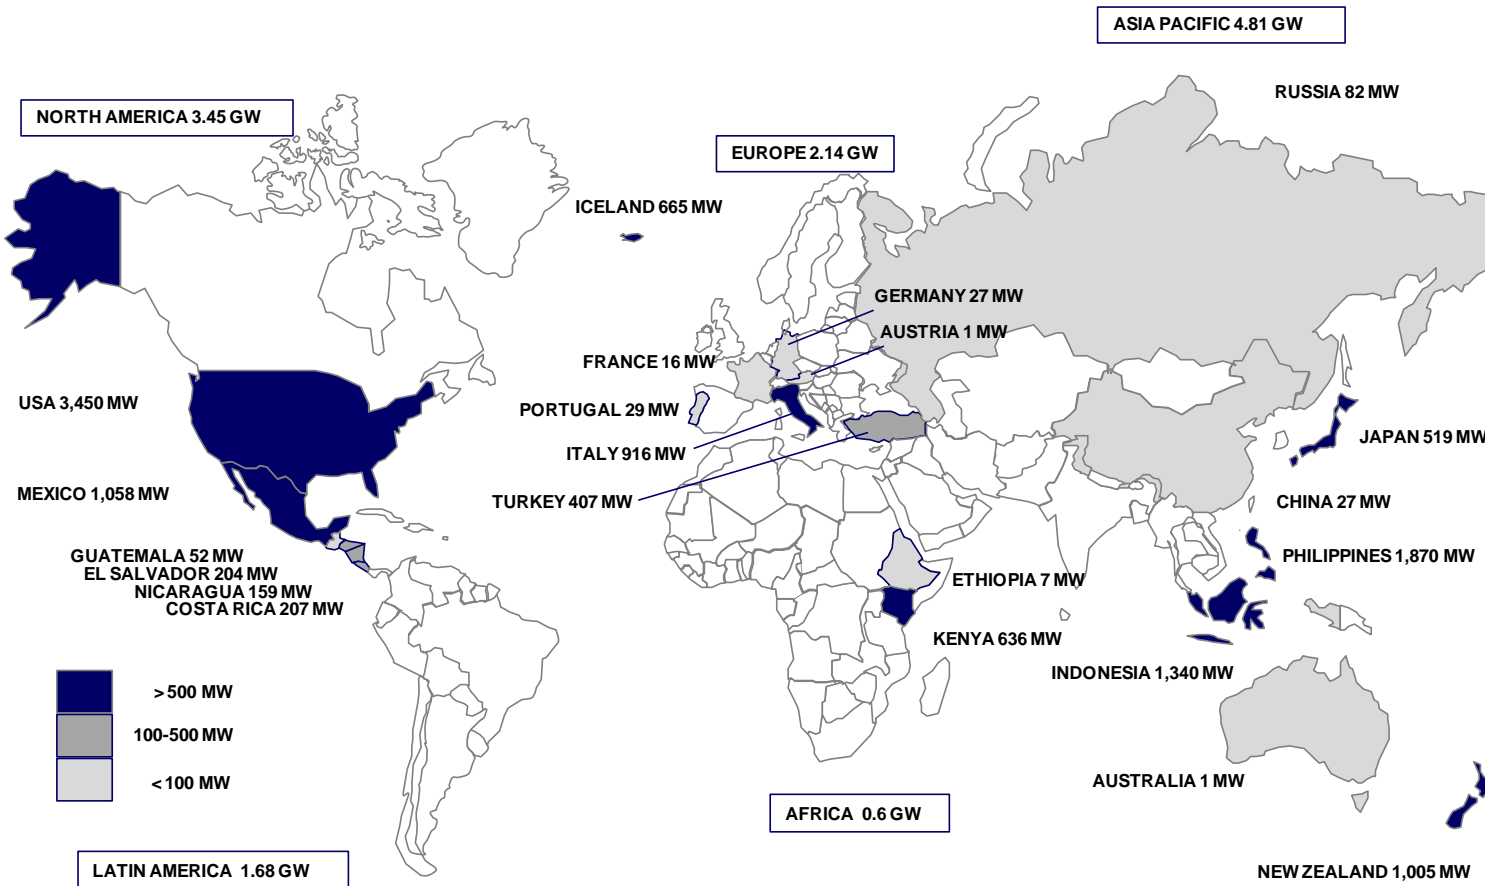 ASIA PACIFIC 4.81 GW
RUSSIA 82 MW
NORTH AMERICA 3.45 GW
EUROPE 2.14 GW
ICELAND 665 MW
GERMANY 27 MW
AUSTRIA 1 MW
FRANCE 16 MW
USA 3,450 MW
PORTUGAL 29 MW
JAPAN 519 MW
ITALY 916 MW
MEXICO 1,058 MW
TURKEY 407 MW
CHINA 27 MW
GUATEMALA 52 MW
EL SALVADOR 204 MW
NICARAGUA 159 MW
COSTA RICA 207 MW
PHILIPPINES 1,870 MW
ETHIOPIA 7 MW
KENYA 636 MW
INDONESIA 1,340 MW
> 500 MW
100-500 MW
< 100 MW
AUSTRALIA 1 MW
AFRICA 0.6 GW
LATIN AMERICA 1.68 GW
NEW ZEALAND 1,005 MW